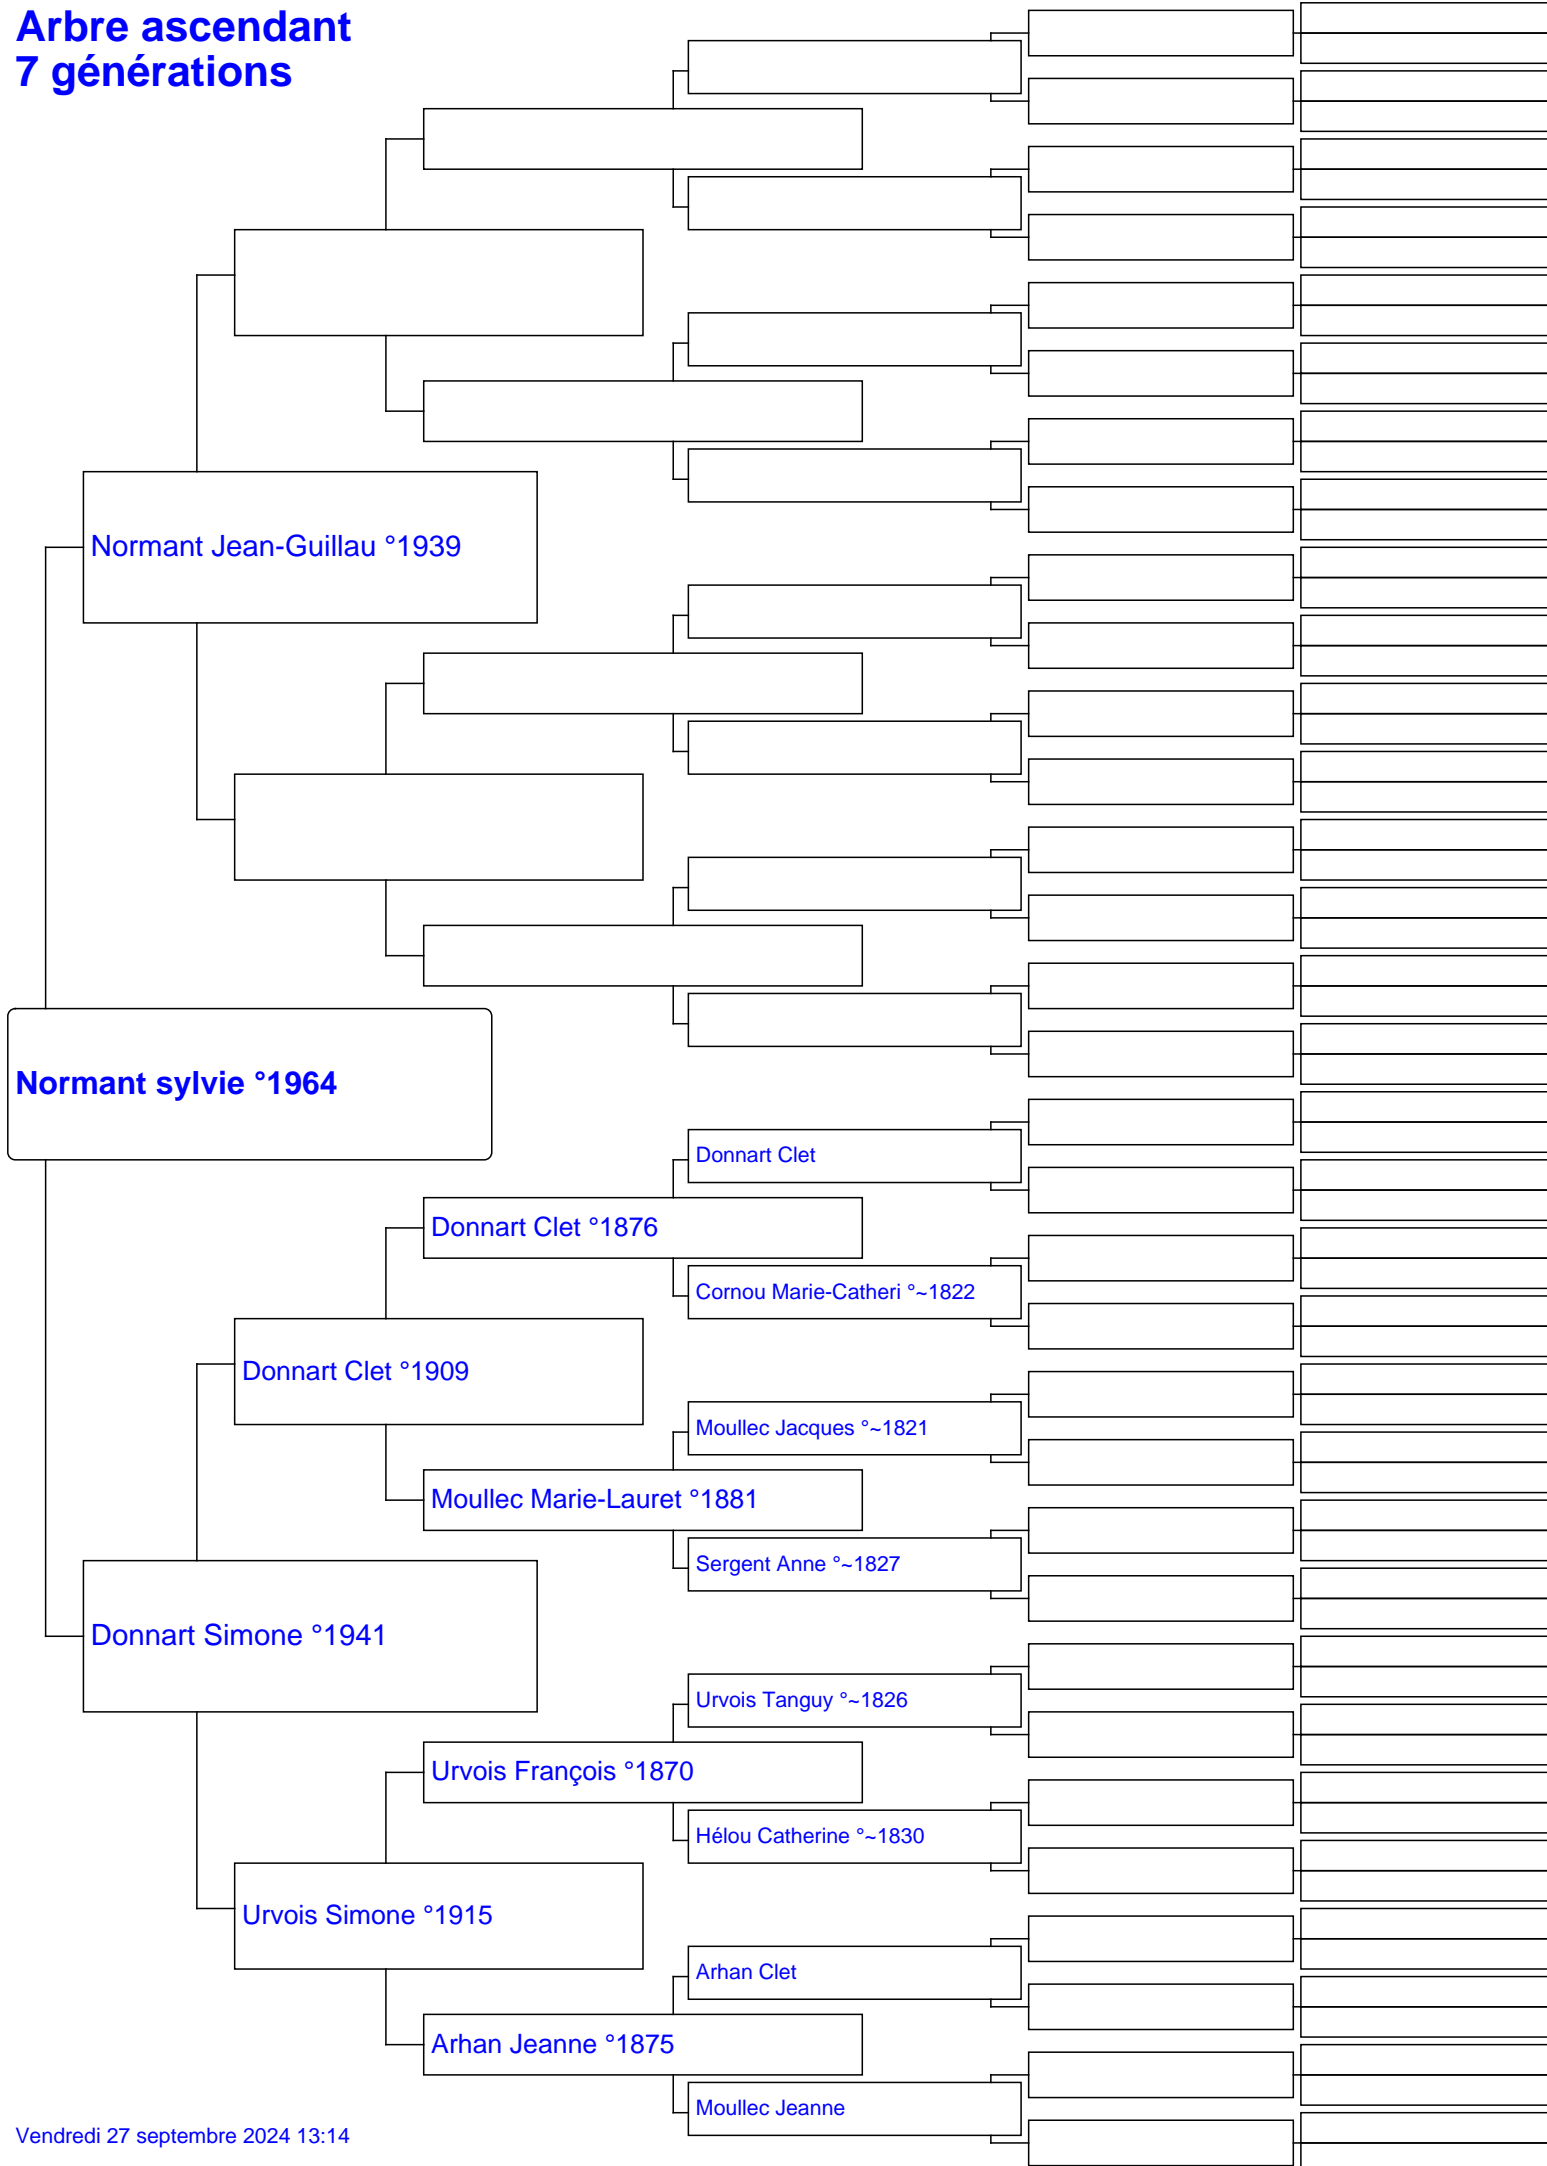 Arbre ascendant
7 générations
Normant Jean-Guillau °1939
Normant sylvie °1964
Donnart Clet
Donnart Clet °1876
Cornou Marie-Catheri °~1822
Donnart Clet °1909
Moullec Jacques °~1821
Moullec Marie-Lauret °1881
Sergent Anne °~1827
Donnart Simone °1941
Urvois Tanguy °~1826
Urvois François °1870
Hélou Catherine °~1830
Urvois Simone °1915
Arhan Clet
Arhan Jeanne °1875
Moullec Jeanne
Vendredi 27 septembre 2024 13:14